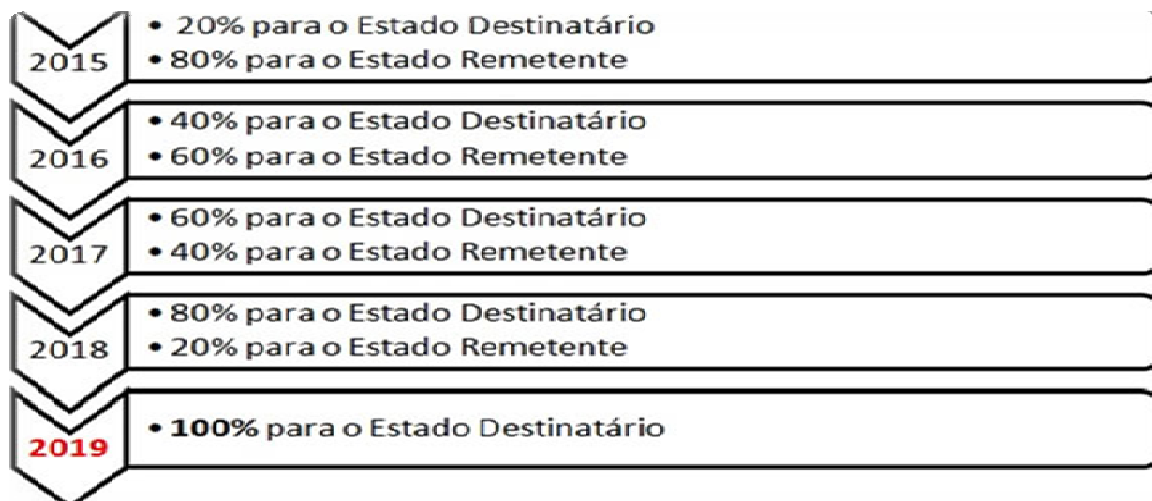 2015
• 20% para o Estado Destinatário
• 80% para o Estado Remetente
2016
• 40% para o Estado Destinatário
• 60% para o Estado Remetente
2017
• 60% para o Estado Destinatário
• 40% para o Estado Remetente
2018
• 80% para o Estado Destinatário
• 20% para o Estado Remetente
2019
• 100% para o Estado Destinatário